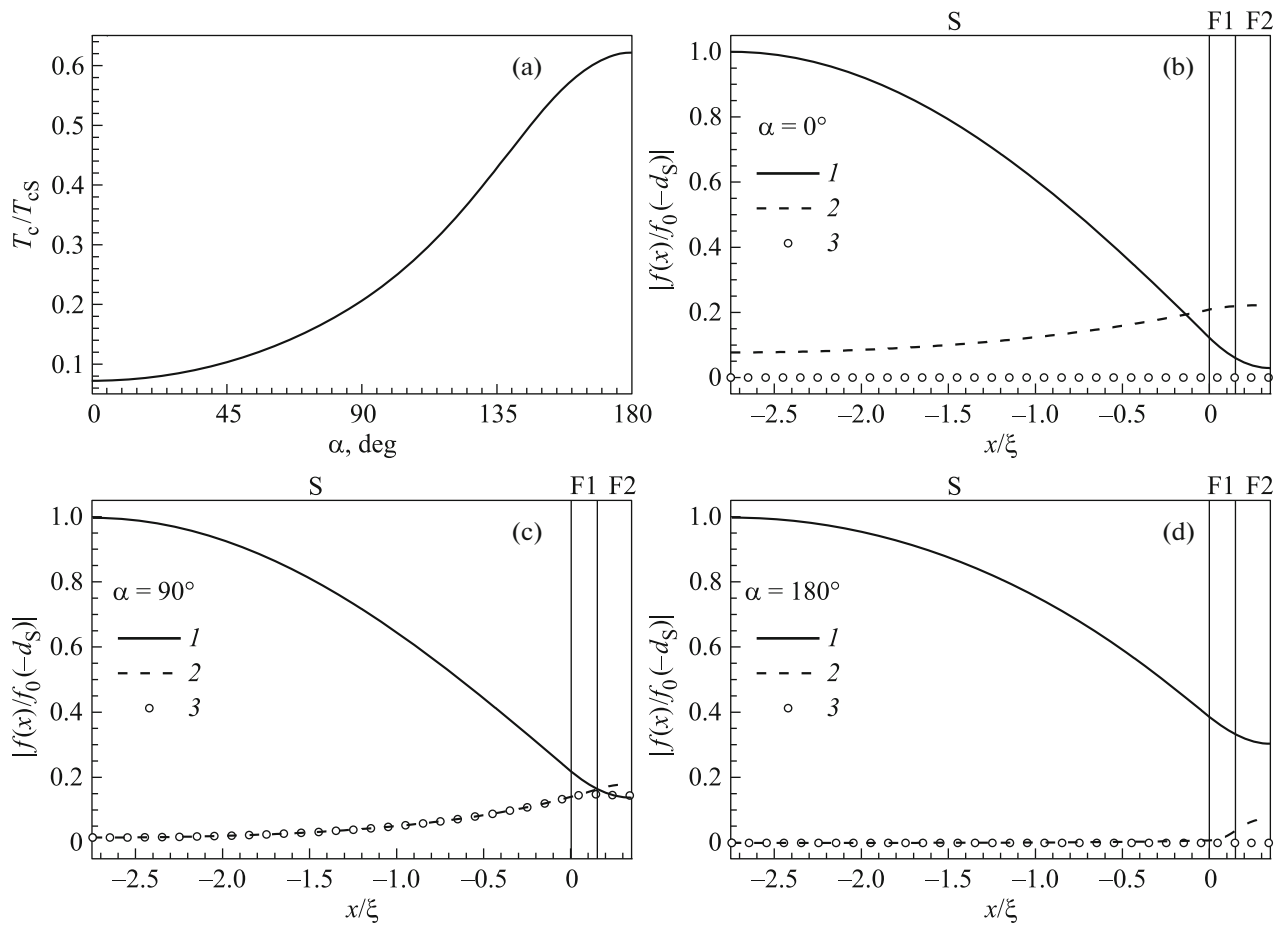 (a)
T_c/T_cS
0.6
0.5
0.4
0.3
0.2
0.1
0 45 90 135 180
α, deg
S F1 F2
(b)
|f(x)/f_0(–d_S)|
1.0
0.8
0.6
0.4
0.2
0
α = 0°
1
2
3
–2.5 –2.0 –1.5 –1.0 –0.5 0
x/ξ
S F1 F2
(c)
|f(x)/f_0(–d_S)|
1.0
0.8
0.6
0.4
0.2
0
α = 90°
1
2
3
–2.5 –2.0 –1.5 –1.0 –0.5 0
x/ξ
S F1 F2
(d)
|f(x)/f_0(–d_S)|
1.0
0.8
0.6
0.4
0.2
0
α = 180°
1
2
3
–2.5 –2.0 –1.5 –1.0 –0.5 0
x/ξ